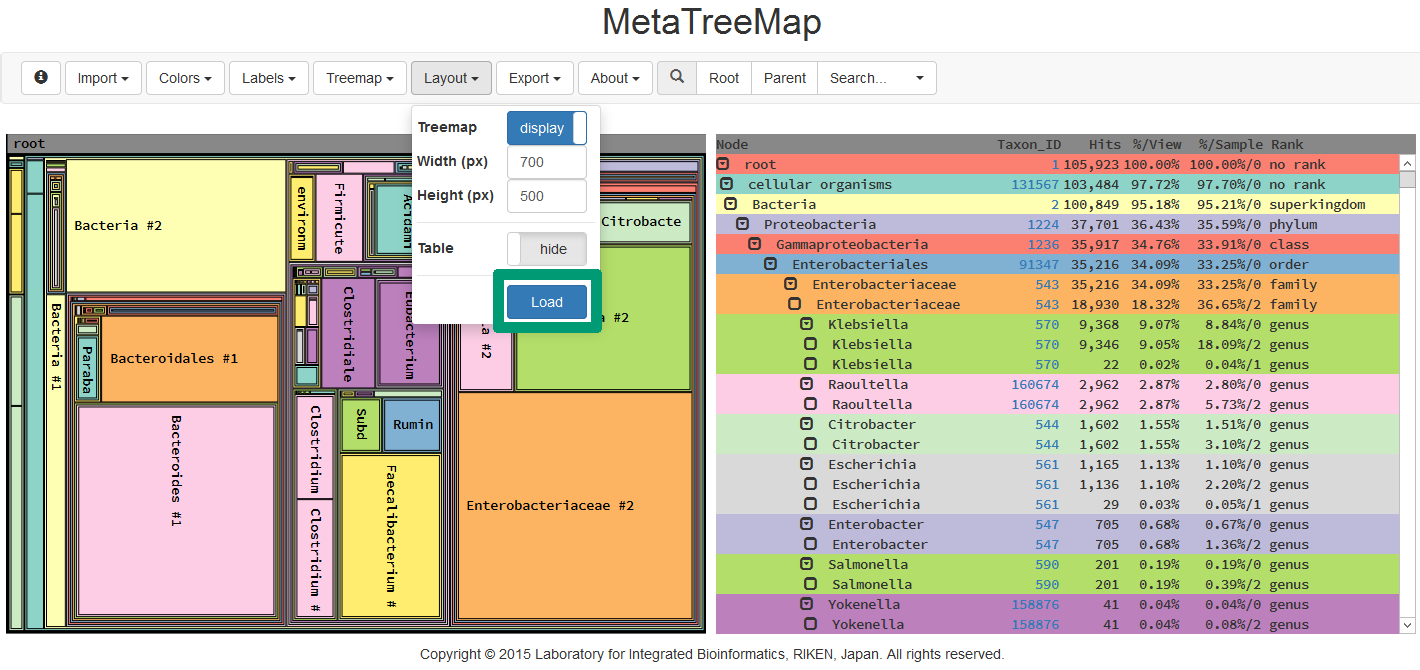 MetaTreeMap
Import Colors Labels Treemap Layout Export About Root Parent Search...
Treemap display
Width (px) 700
Height (px) 500
Table hide
Load
root
Bacteria #2
environm
Firmicute
Acidami
Citrobacte
Bacteria #1
Paraba
Bacteroidales #1
Clostridiale
Eubacterium
a #2
a #2
Bacteroides #1
Clostridium
Subd
Rumin
Clostridium #
Faecalibacterium #
Enterobacteriaceae #2
Node Taxon_ID Hits %/View %/Sample Rank
root 1 105,923 100.00% 100.00%/0 no rank
cellular organisms 131567 103,484 97.72% 97.70%/0 no rank
Bacteria 2 100,849 95.18% 95.21%/0 superkingdom
Proteobacteria 1224 37,701 36.43% 35.59%/0 phylum
Gammaproteobacteria 1236 35,917 34.76% 33.91%/0 class
Enterobacteriales 91347 35,216 34.09% 33.25%/0 order
Enterobacteriaceae 543 35,216 34.09% 33.25%/0 family
Enterobacteriaceae 543 18,930 18.32% 36.65%/2 family
Klebsiella 570 9,368 9.07% 8.84%/0 genus
Klebsiella 570 9,346 9.05% 18.09%/2 genus
Klebsiella 570 22 0.02% 0.04%/1 genus
Raoultella 160674 2,962 2.87% 2.80%/0 genus
Raoultella 160674 2,962 2.87% 5.73%/2 genus
Citrobacter 544 1,602 1.55% 1.51%/0 genus
Citrobacter 544 1,602 1.55% 3.10%/2 genus
Escherichia 561 1,165 1.13% 1.10%/0 genus
Escherichia 561 1,136 1.10% 2.20%/2 genus
Escherichia 561 29 0.03% 0.05%/1 genus
Enterobacter 547 705 0.68% 0.67%/0 genus
Enterobacter 547 705 0.68% 1.36%/2 genus
Salmonella 590 201 0.19% 0.19%/0 genus
Salmonella 590 201 0.19% 0.39%/2 genus
Yokenella 158876 41 0.04% 0.04%/0 genus
Yokenella 158876 41 0.04% 0.08%/2 genus
Copyright © 2015 Laboratory for Integrated Bioinformatics, RIKEN, Japan. All rights reserved.